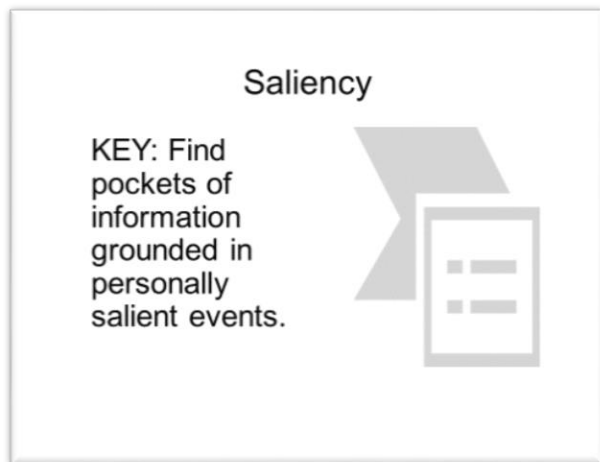 Saliency
KEY: Find
pockets of
information
grounded in
personally
salient events.